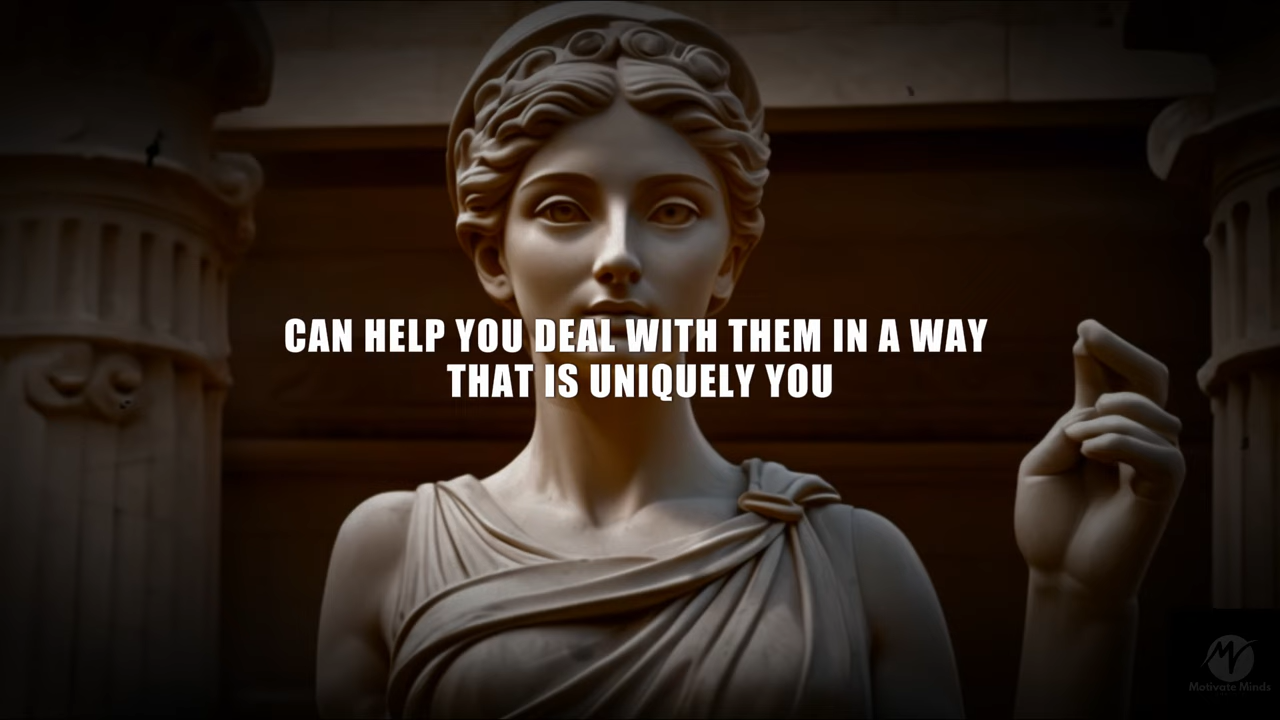 CAN HELP YOU DEAL WITH THEM IN A WAY
THAT IS UNIQUELY YOU
Motivate Minds